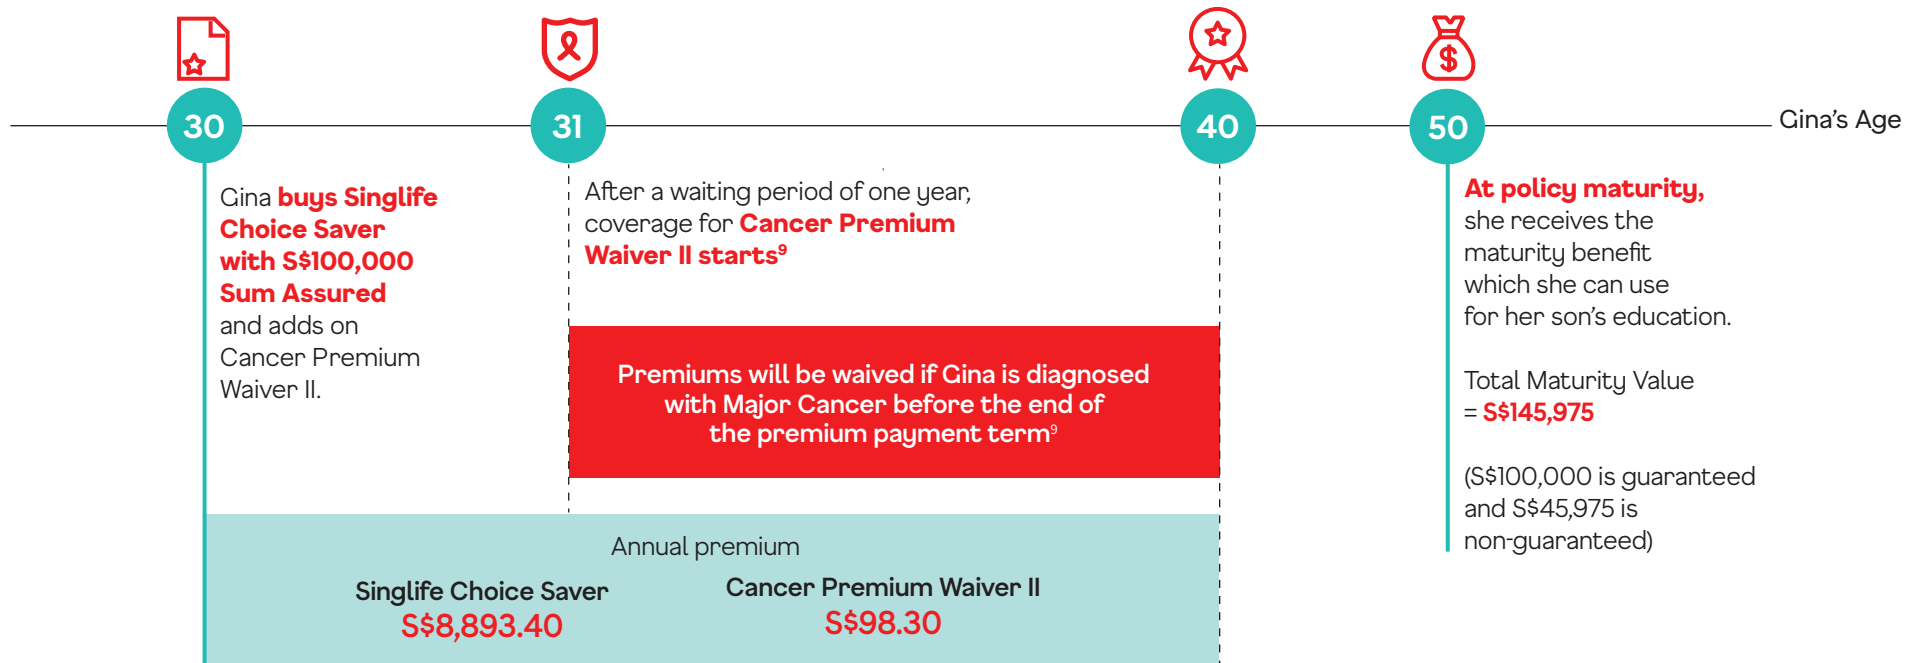 30
31
40
50
Gina's Age
Gina buys Singlife
Choice Saver
with S$100,000
Sum Assured
and adds on
Cancer Premium
Waiver II.
After a waiting period of one year,
coverage for Cancer Premium
Waiver II starts⁹
Premiums will be waived if Gina is diagnosed
with Major Cancer before the end of
the premium payment term⁹
At policy maturity,
she receives the
maturity benefit
which she can use
for her son's education.
Total Maturity Value
= S$145,975
(S$100,000 is guaranteed
and S$45,975 is
non-guaranteed)
Annual premium
Singlife Choice Saver
S$8,893.40
Cancer Premium Waiver II
S$98.30